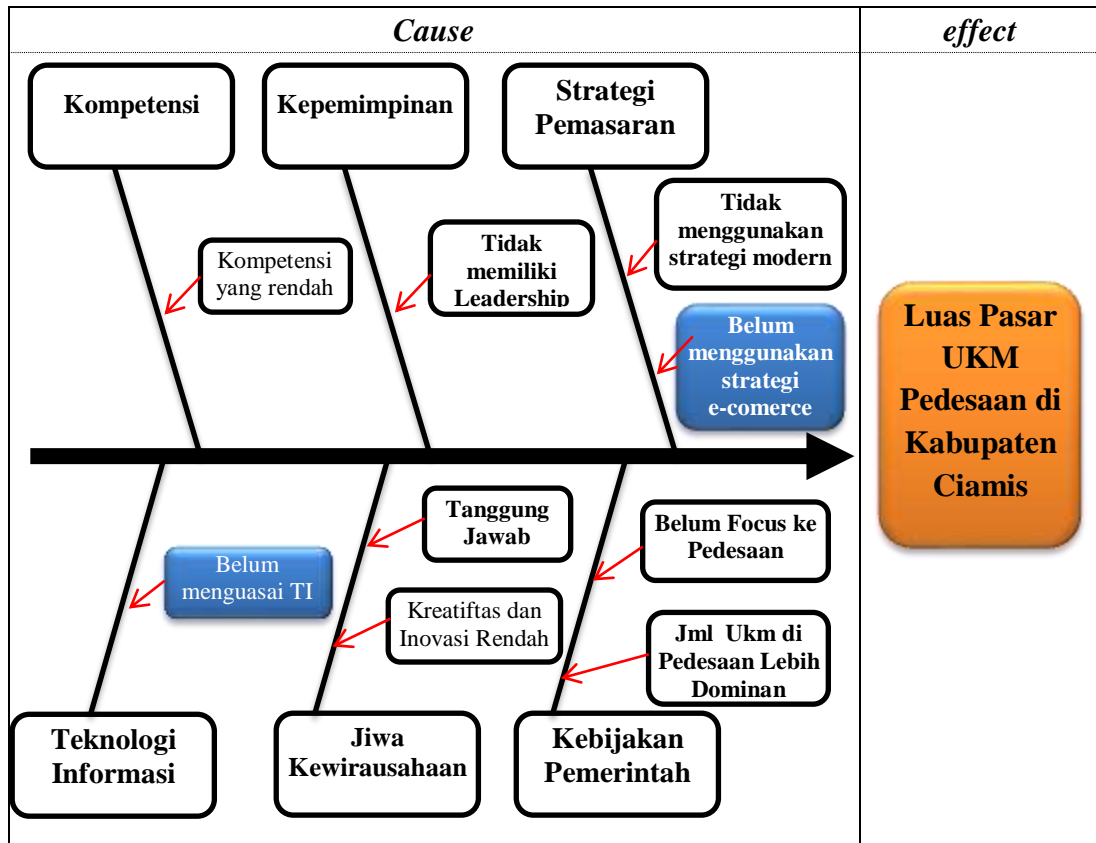 Cause
effect
Kompetensi
Kepemimpinan
Strategi
Pemasaran
Kompetensi
yang rendah
Tidak
memiliki
Leadership
Tidak
menggunakan
strategi modern
Belum
menggunakan
strategi
e-comerce
Luas Pasar
UKM
Pedesaan di
Kabupaten
Ciamis
Belum
menguasai TI
Tanggung
Jawab
Kreatiftas dan
Inovasi Rendah
Belum Focus ke
Pedesaan
Jml Ukm di
Pedesaan Lebih
Dominan
Teknologi
Informasi
Jiwa
Kewirausahaan
Kebijakan
Pemerintah